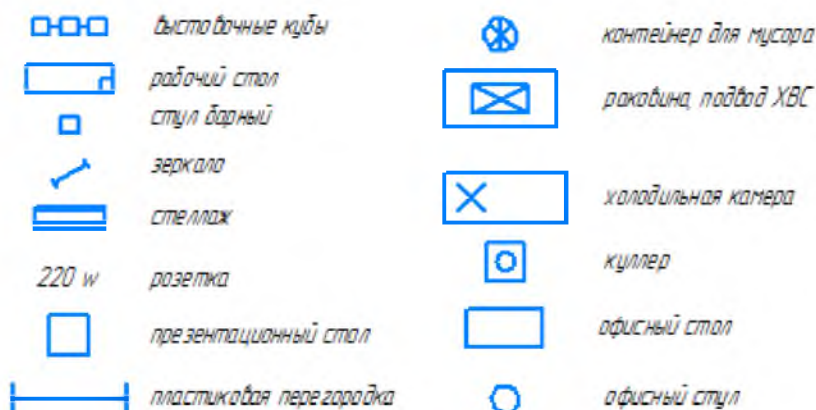 выставочные кубы
рабочий стол
стул барный
зеркало
стеллаж
220 w розетка
презентационный стол
пластиковая перегородка
контейнер для мусора
раковина, подвод ХВС
холодильная камера
куллер
офисный стол
офисный стул